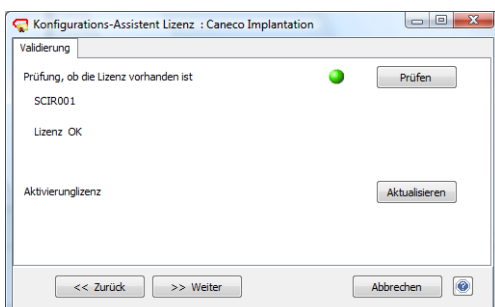 Konfigurations-Assistent Lizenz : Caneco Implantation
Validierung
Prüfung, ob die Lizenz vorhanden ist
Prüfen
SCIR001
Lizenz OK
Aktivierunglizenz
Aktualisieren
<< Zurück
>> Weiter
Abbrechen